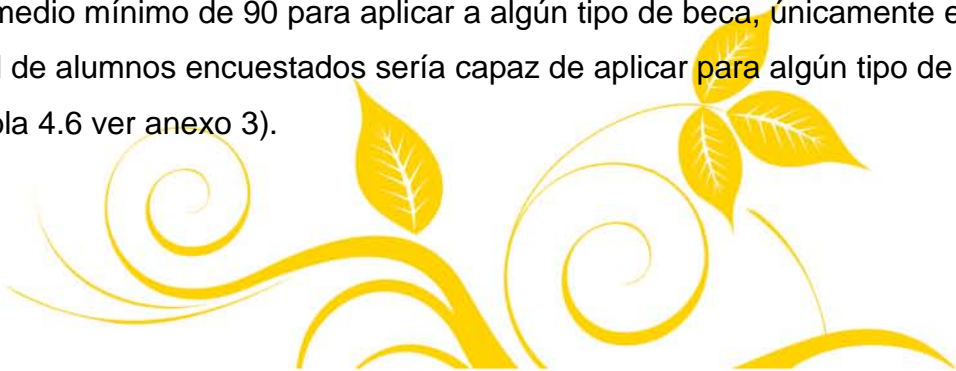 medio mínimo de 90 para aplicar a algún tipo de beca, únicamente e
de alumnos encuestados sería capaz de aplicar para algún tipo de
la 4.6 ver anexo 3).